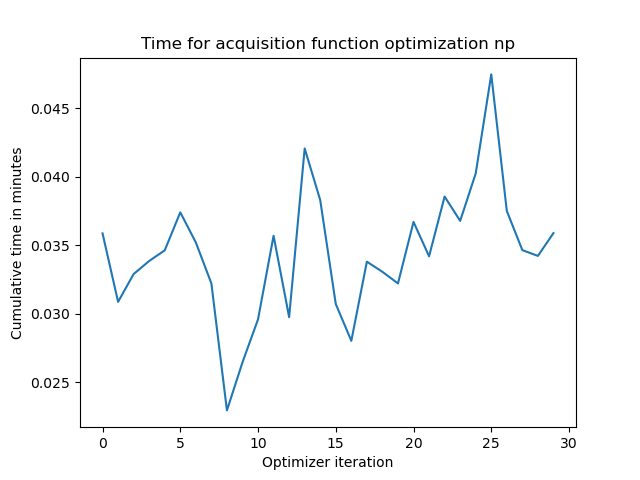 Time for acquisition function optimization np
Cumulative time in minutes
0.045
0.040
0.035
0.030
0.025
0 5 10 15 20 25 30
Optimizer iteration